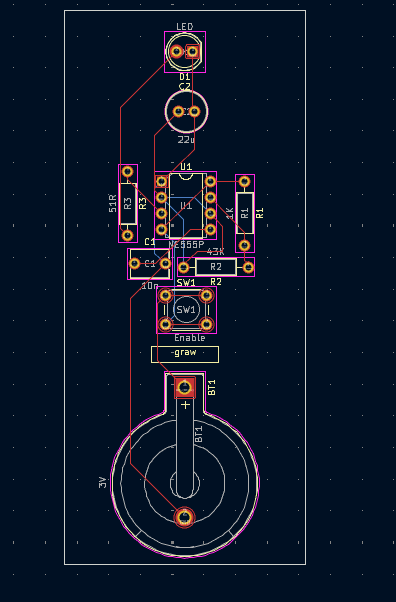 LED
D1
C2
22u
U1
U1
NE555P
51R
R3
R3
1K
R1
R1
43K
R2
R2
C1
C1
10n
SW1
SW1
Enable
graw
BT1
+
BT1
3V